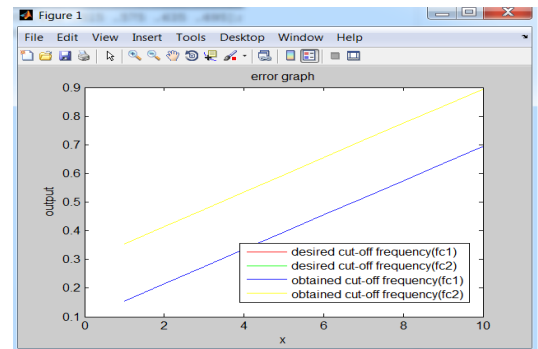 Figure 1
File Edit View Insert Tools Desktop Window Help
error graph
0.9
0.8
0.7
0.6
0.5
0.4
0.3
0.2
0.1
output
desired cut-off frequency(fc1)
desired cut-off frequency(fc2)
obtained cut-off frequency(fc1)
obtained cut-off frequency(fc2)
0 2 4 6 8 10
x